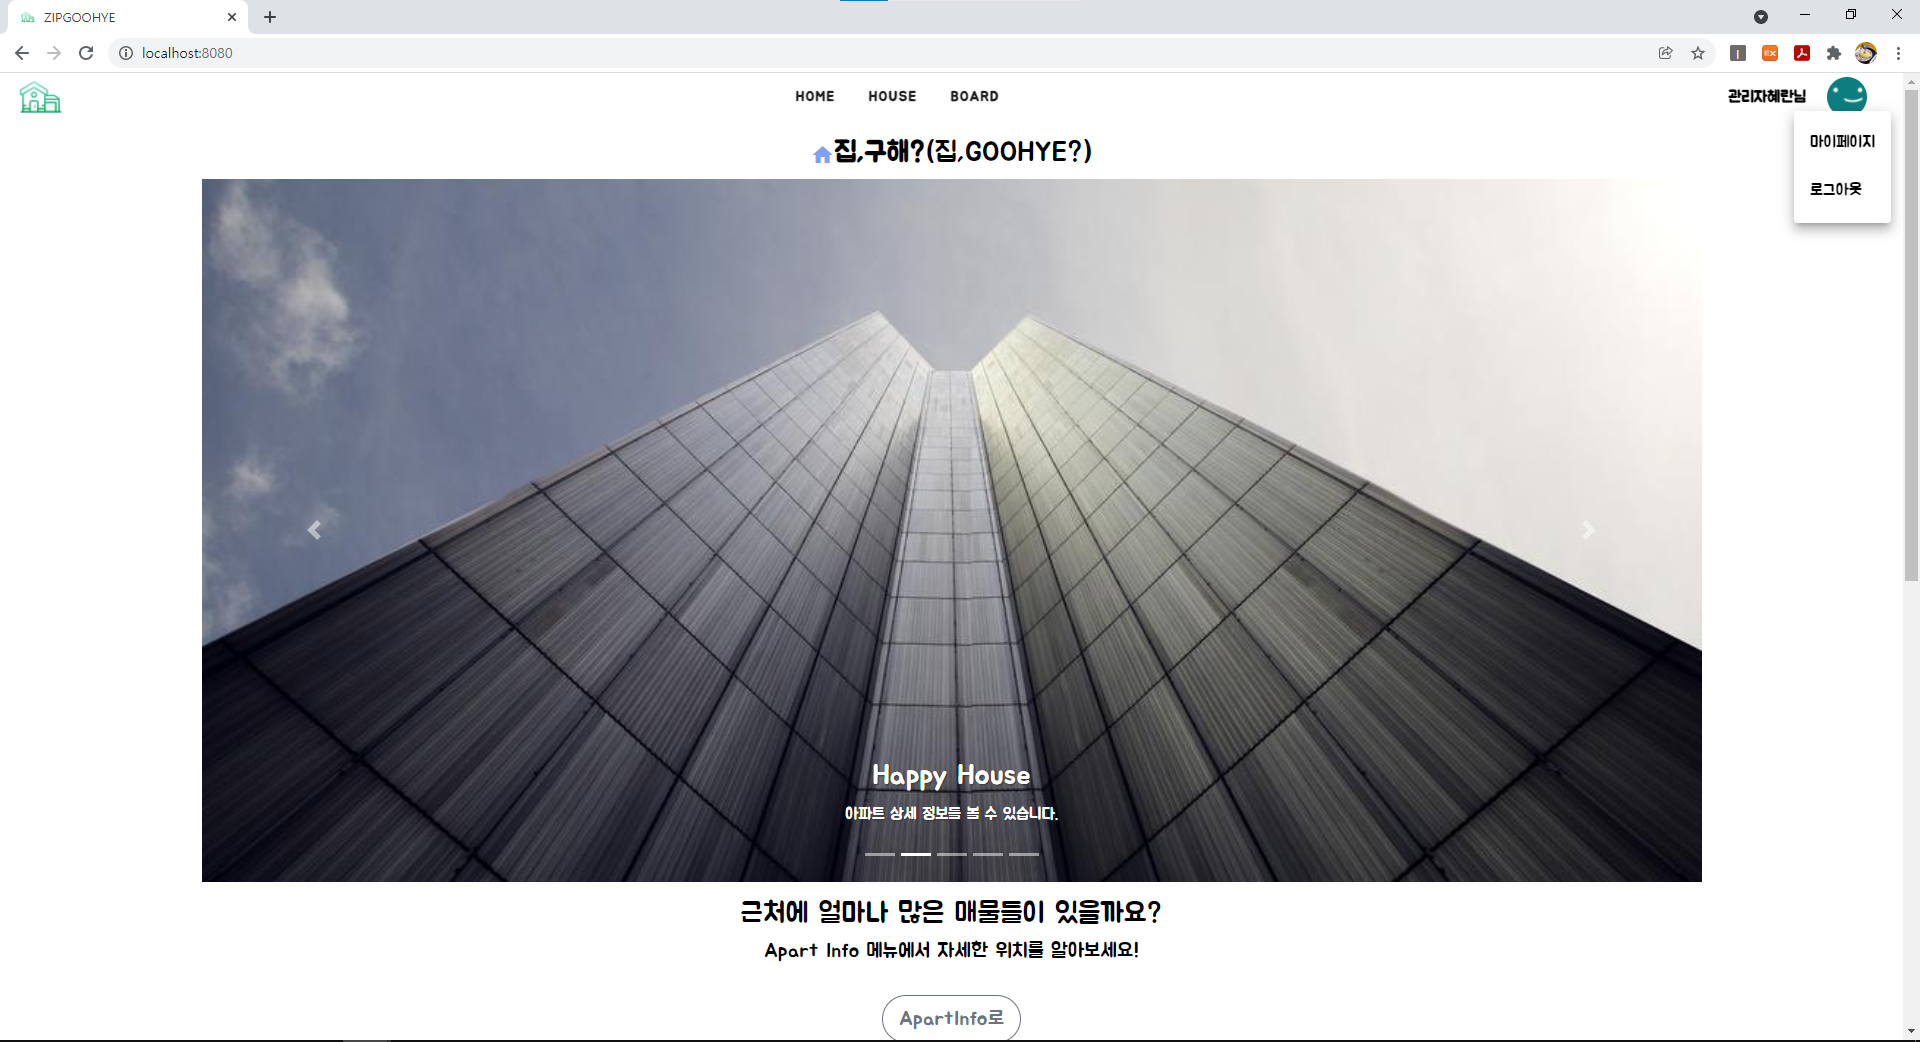 ZIPGOOHYE
localhost:8080
HOME HOUSE BOARD
관리자혜란님
마이페이지
로그아웃
집,구해?(집,GOOHYE?)
Happy House
아파트 상세 정보들 볼 수 있습니다.
근처에 얼마나 많은 매물들이 있을까요?
Apart Info 메뉴에서 자세한 위치를 알아보세요!
ApartInfo로